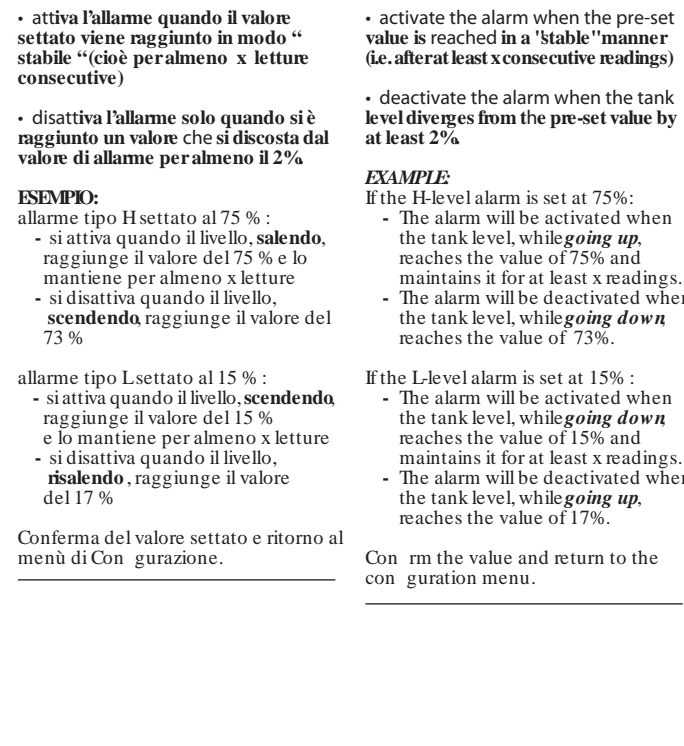 • attiva l’allarme quando il valore
settato viene raggiunto in modo “
stabile “(cioè per almeno x letture
consecutive)
• disattiva l’allarme solo quando si è
raggiunto un valore che si discosta dal
valore di allarme per almeno il 2%.
ESEMPIO:
allarme tipo H settato al 75 % :
- si attiva quando il livello, salendo,
raggiunge il valore del 75 % e lo
mantiene per almeno x letture
- si disattiva quando il livello,
scendendo, raggiunge il valore del
73 %
allarme tipo L settato al 15 % :
- si attiva quando il livello, scendendo,
raggiunge il valore del 15 %
e lo mantiene per almeno x letture
- si disattiva quando il livello,
risalendo , raggiunge il valore
del 17 %
Conferma del valore settato e ritorno al
menù di Con gurazione.
• activate the alarm when the pre-set
value is reached in a "stable" manner
(i.e. after at least x consecutive readings)
• deactivate the alarm when the tank
level diverges from the pre-set value by
at least 2%.
EXAMPLE:
If the H-level alarm is set at 75%:
- The alarm will be activated when
the tank level, while going up,
reaches the value of 75% and
maintains it for at least x readings.
- The alarm will be deactivated when
the tank level, while going down,
reaches the value of 73%.
If the L-level alarm is set at 15% :
- The alarm will be activated when
the tank level, while going down,
reaches the value of 15% and
maintains it for at least x readings.
- The alarm will be deactivated when
the tank level, while going up,
reaches the value of 17%.
Con rm the value and return to the
con guration menu.